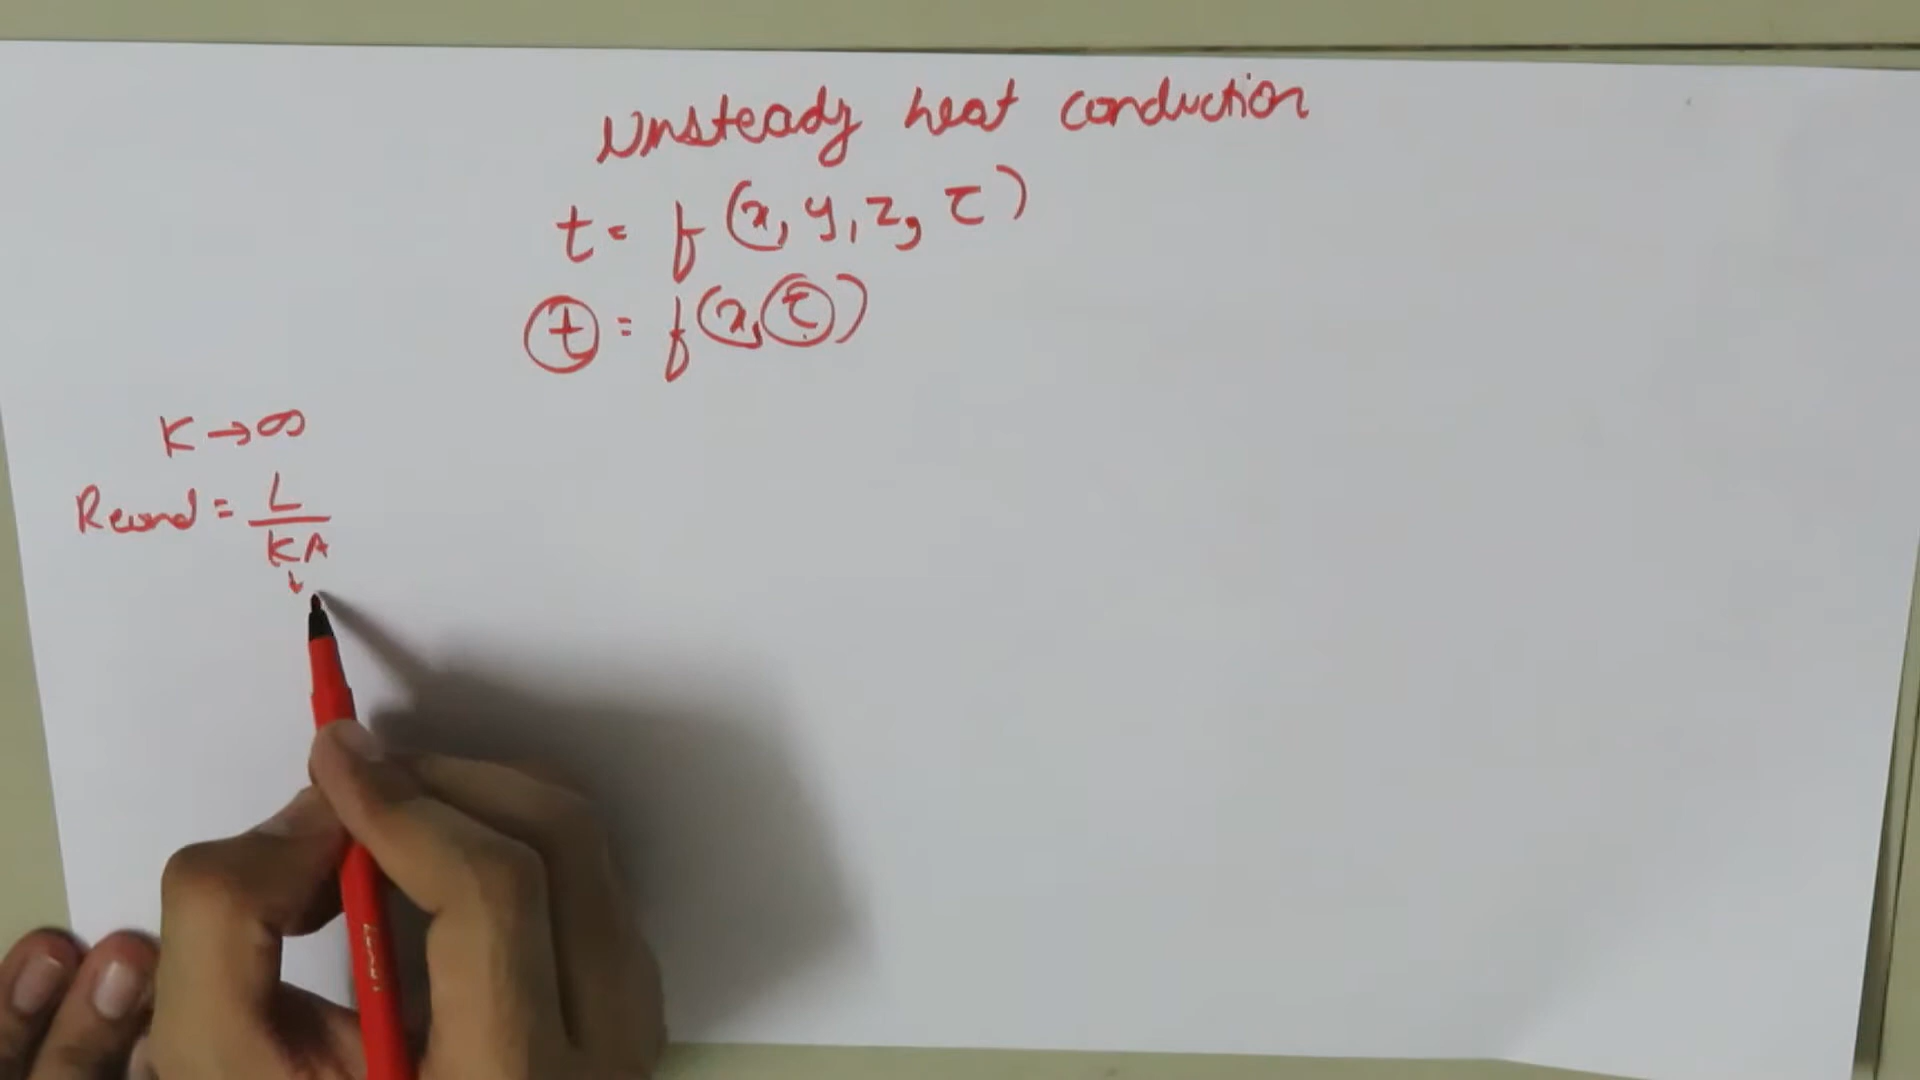 Unsteady heat conduction
t = f(x, y, z, τ)
t = f(x, τ)
K → ∞
Rcond = L
KA
↓